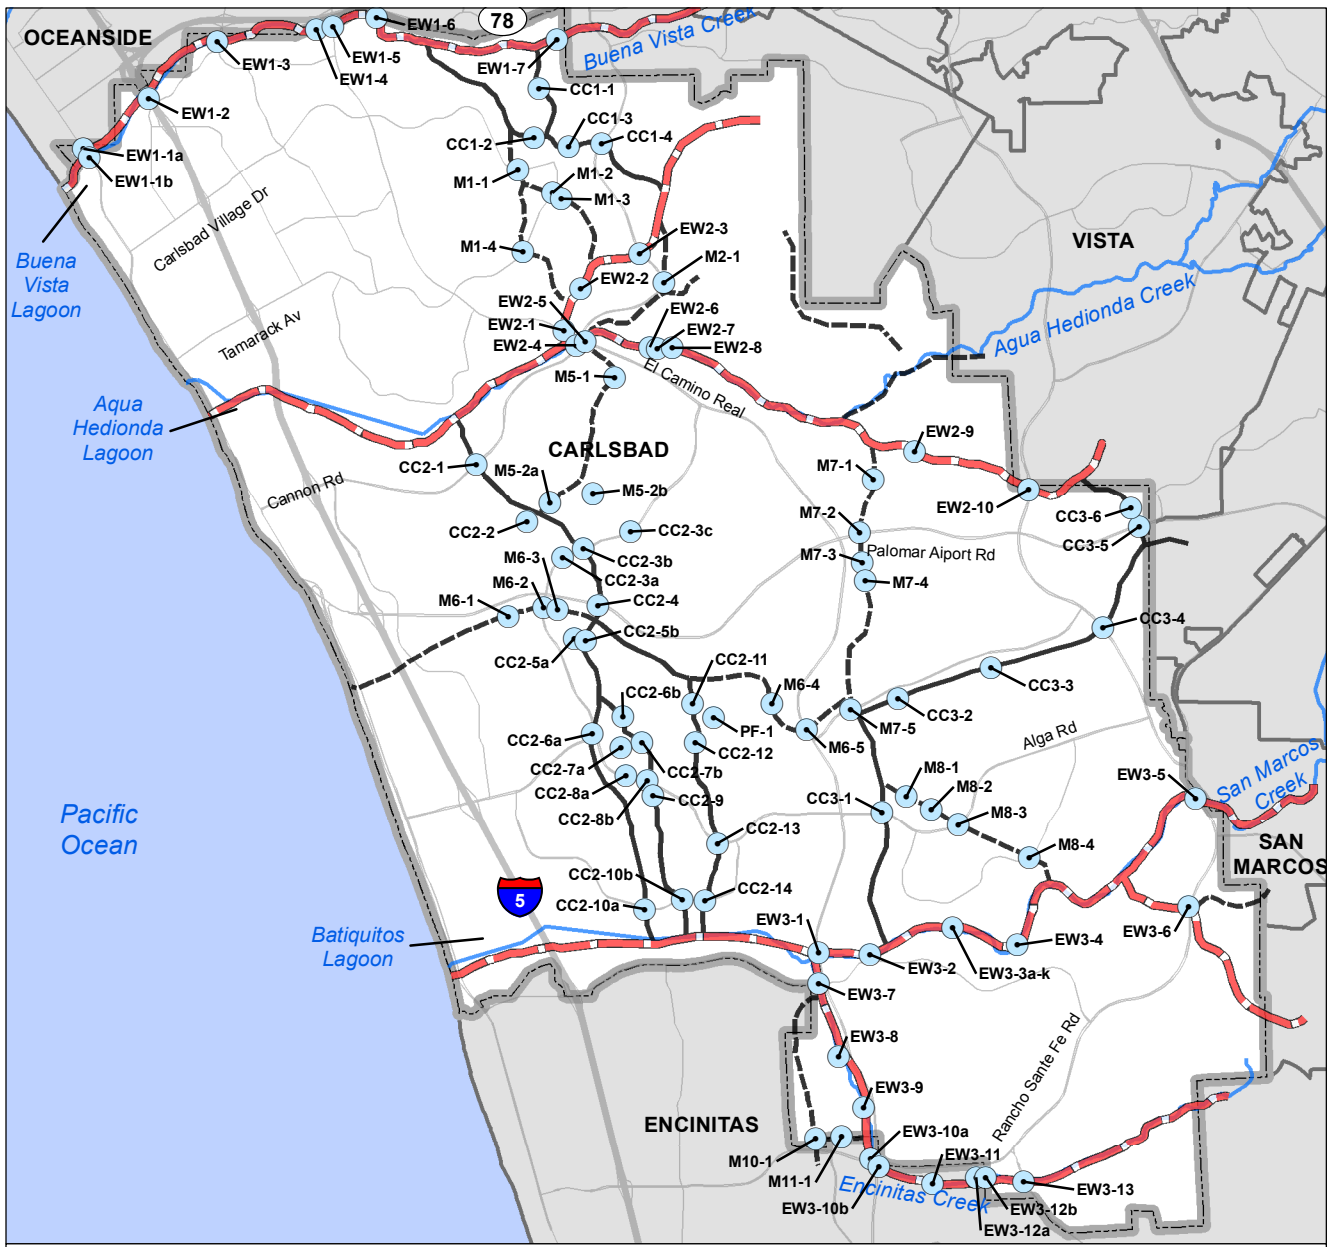 OCEANSIDE
EW1-6
78
Buena Vista Creek
EW1-3
EW1-5
EW1-4
EW1-7
CC1-1
EW1-2
CC1-3
CC1-2
CC1-4
EW1-1a
EW1-1b
M1-2
M1-1
M1-3
Carlsbad Village Dr
EW2-3
VISTA
M1-4
M2-1
Buena
Vista
Lagoon
EW2-2
Agua Hedionda Creek
EW2-5
EW2-6
EW2-1
EW2-7
EW2-4
EW2-8
Tamarack Av
M5-1
El Camino Real
Aqua
Hedionda
Lagoon
EW2-9
CARLSBAD
CC2-1
M5-2a
M7-1
M5-2b
Cannon Rd
EW2-10
CC3-6
M7-2
CC2-2
CC2-3c
CC3-5
Palomar Aiport Rd
M7-3
M6-3
CC2-3b
CC2-3a
M7-4
M6-2
M6-1
CC2-4
CC3-4
CC2-5b
CC2-5a
CC2-11
CC3-3
M6-4
CC2-6b
CC3-2
PF-1
M7-5
M6-5
CC2-6a
Alga Rd
CC2-12
CC2-7a
CC2-7b
M8-1
EW3-5
San Marcos
Creek
CC2-8a
M8-2
CC2-9
CC3-1
M8-3
CC2-8b
Pacific
Ocean
CC2-13
SAN
MARCOS
M8-4
CC2-10b
CC2-14
5
CC2-10a
EW3-1
EW3-6
Batiquitos
Lagoon
EW3-4
EW3-2
EW3-3a-k
EW3-7
EW3-8
Rancho Sante Fe Rd
EW3-9
ENCINITAS
EW3-10a
EW3-11
M10-1
M11-1
EW3-13
Encinitas Creek
EW3-10b
EW3-12b
EW3-12a